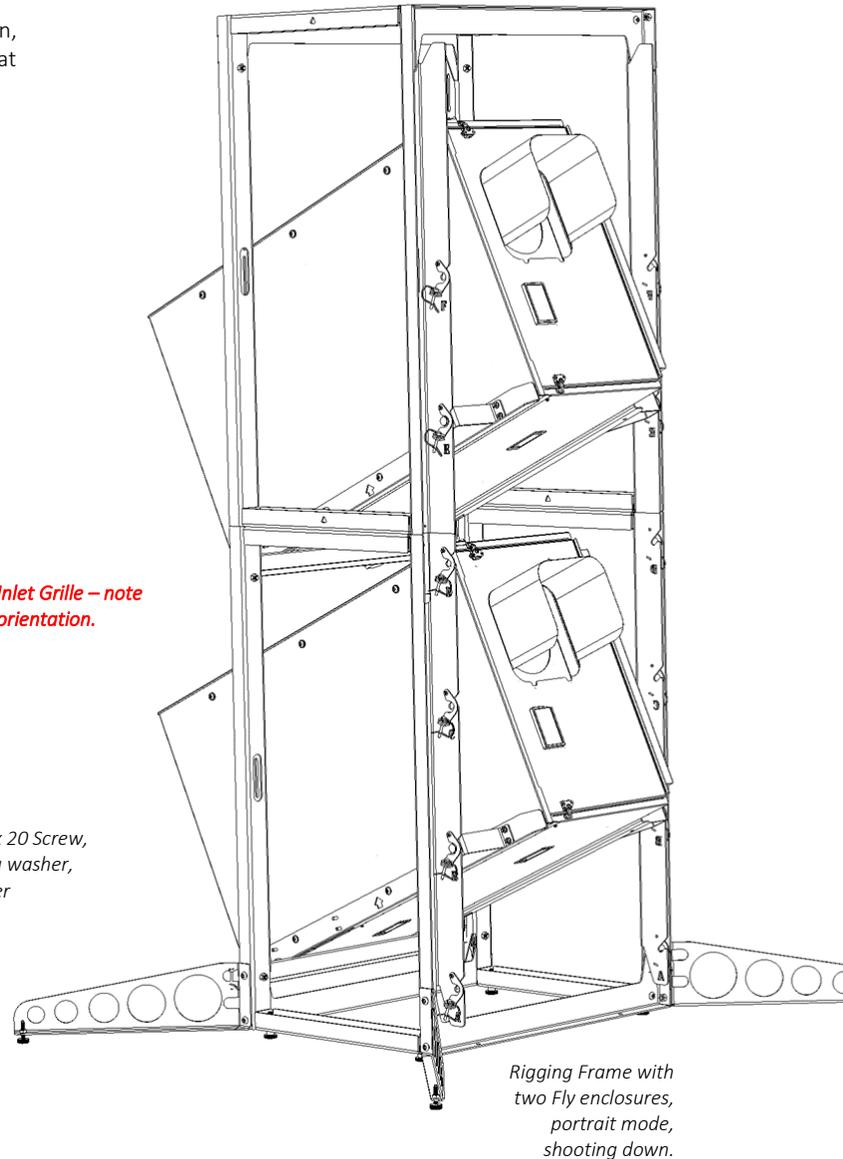 n,
at
Inlet Grille – note
orientation.
x 20 Screw,
washer,
er
Rigging Frame with
two Fly enclosures,
portrait mode,
shooting down.